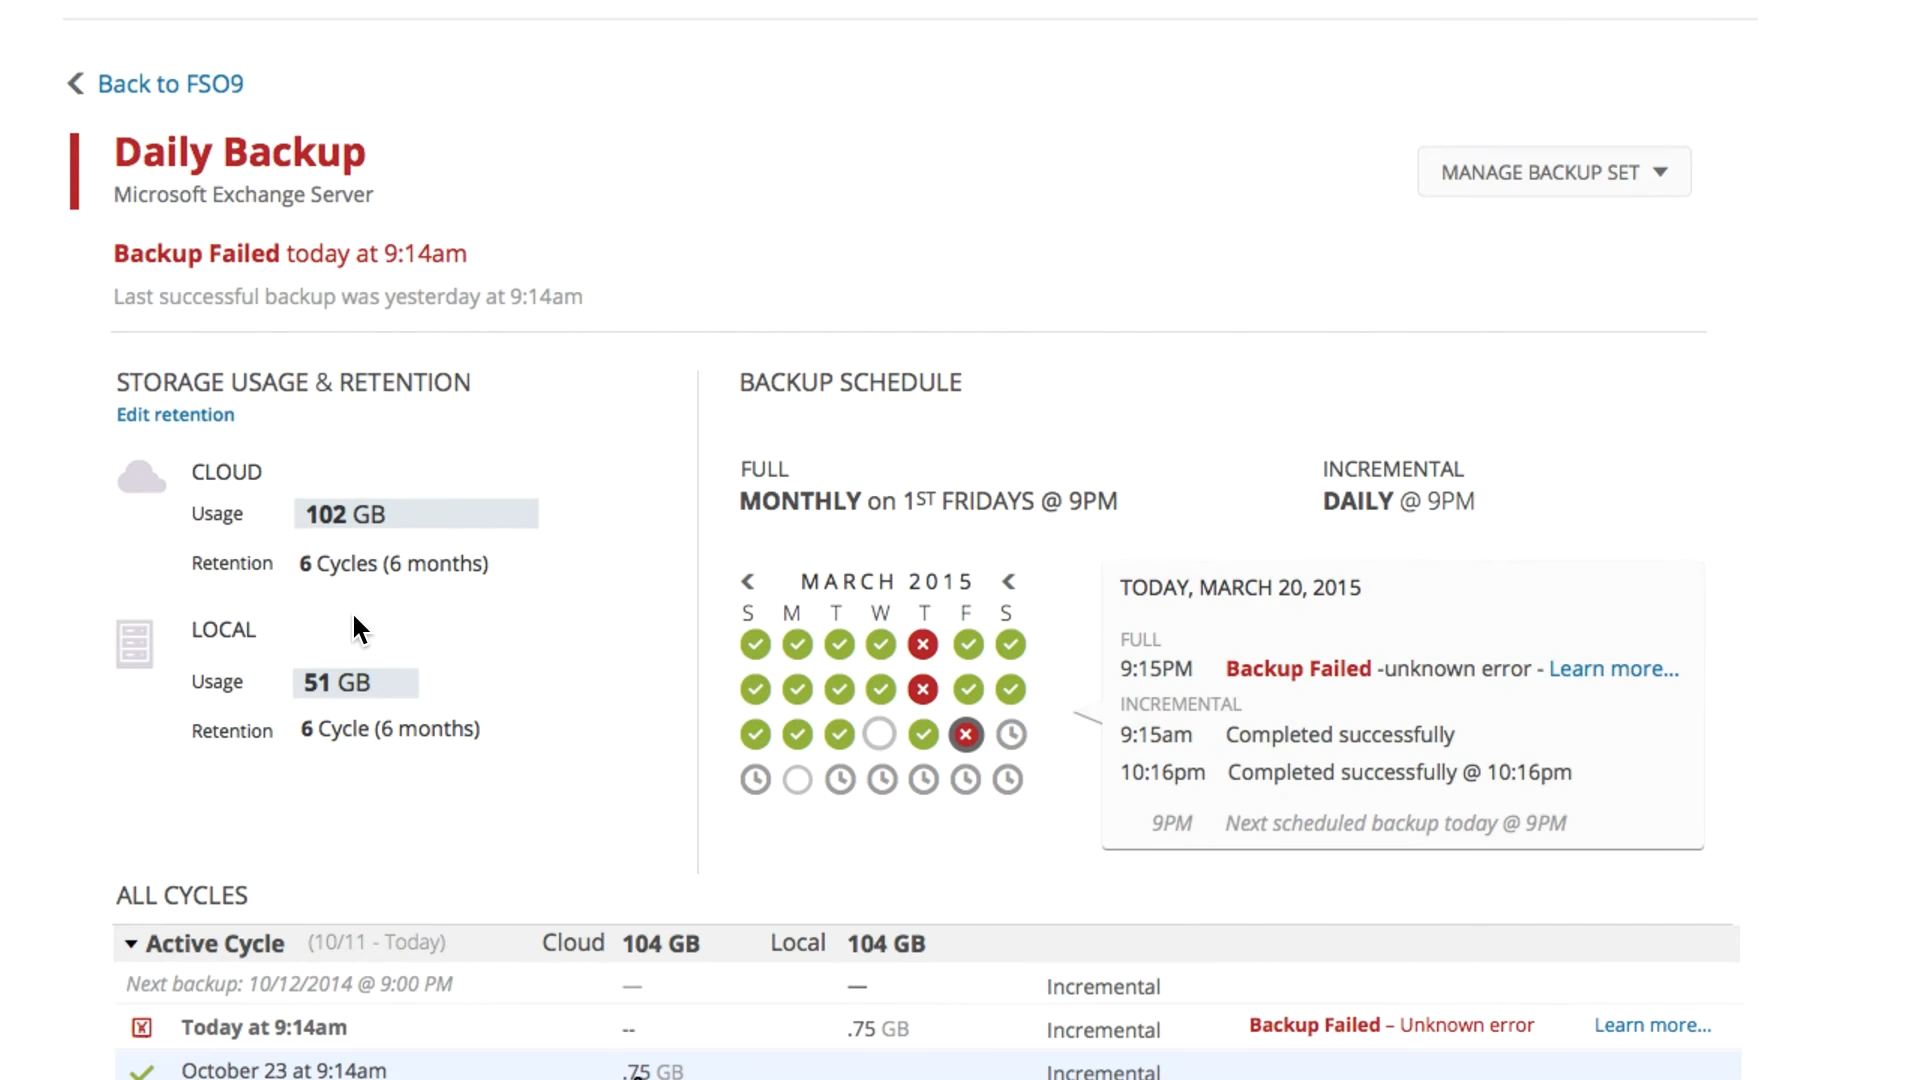 Back to FSO9
Daily Backup
Microsoft Exchange Server
MANAGE BACKUP SET
Backup Failed today at 9:14am
Last successful backup was yesterday at 9:14am
STORAGE USAGE & RETENTION
Edit retention
CLOUD
Usage 102 GB
Retention 6 Cycles (6 months)
LOCAL
Usage 51 GB
Retention 6 Cycle (6 months)
BACKUP SCHEDULE
FULL
MONTHLY on 1ST FRIDAYS @ 9PM
INCREMENTAL
DAILY @ 9PM
MARCH 2015
S M T W T F S
TODAY, MARCH 20, 2015
FULL
9:15PM Backup Failed -unknown error - Learn more...
INCREMENTAL
9:15am Completed successfully
10:16pm Completed successfully @ 10:16pm
9PM Next scheduled backup today @ 9PM
ALL CYCLES
Active Cycle (10/11 - Today) Cloud 104 GB Local 104 GB
Next backup: 10/12/2014 @ 9:00 PM — — Incremental
Today at 9:14am -- .75 GB Incremental Backup Failed – Unknown error Learn more...
October 23 at 9:14am .75 GB Incremental